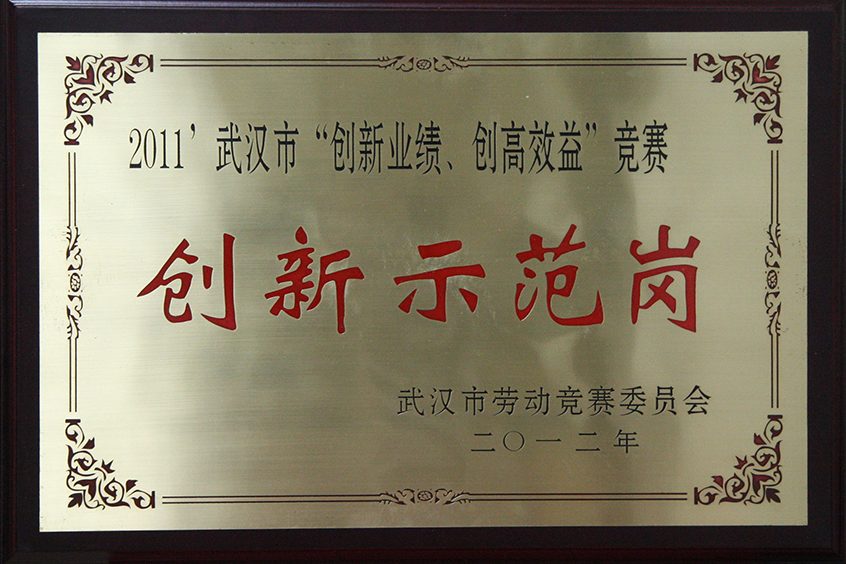 2011’武汉市“创新业绩、创高效益”竞赛
创新示范岗
武汉市劳动竞赛委员会
二〇一二年